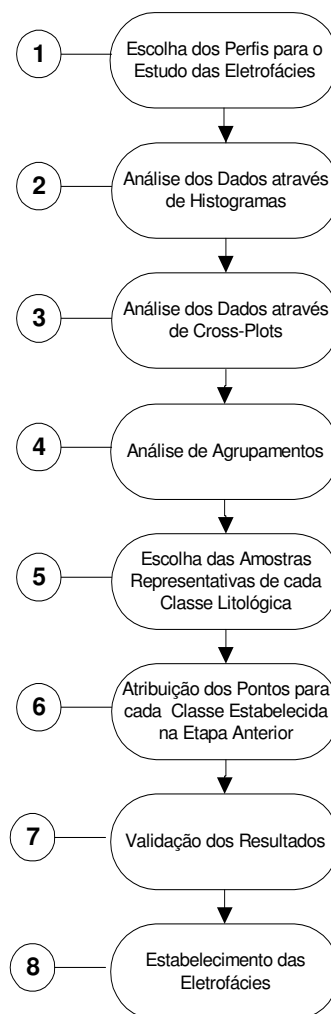 1
Escolha dos Perfis para o
Estudo das Eletrofácies
2
Análise dos Dados através
de Histogramas
3
Análise dos Dados através
de Cross-Plots
4
Análise de Agrupamentos
5
Escolha das Amostras
Representativas de cada
Classe Litológica
6
Atribuição dos Pontos para
cada Classe Estabelecida
na Etapa Anterior
7
Validação dos Resultados
8
Estabelecimento das
Eletrofácies